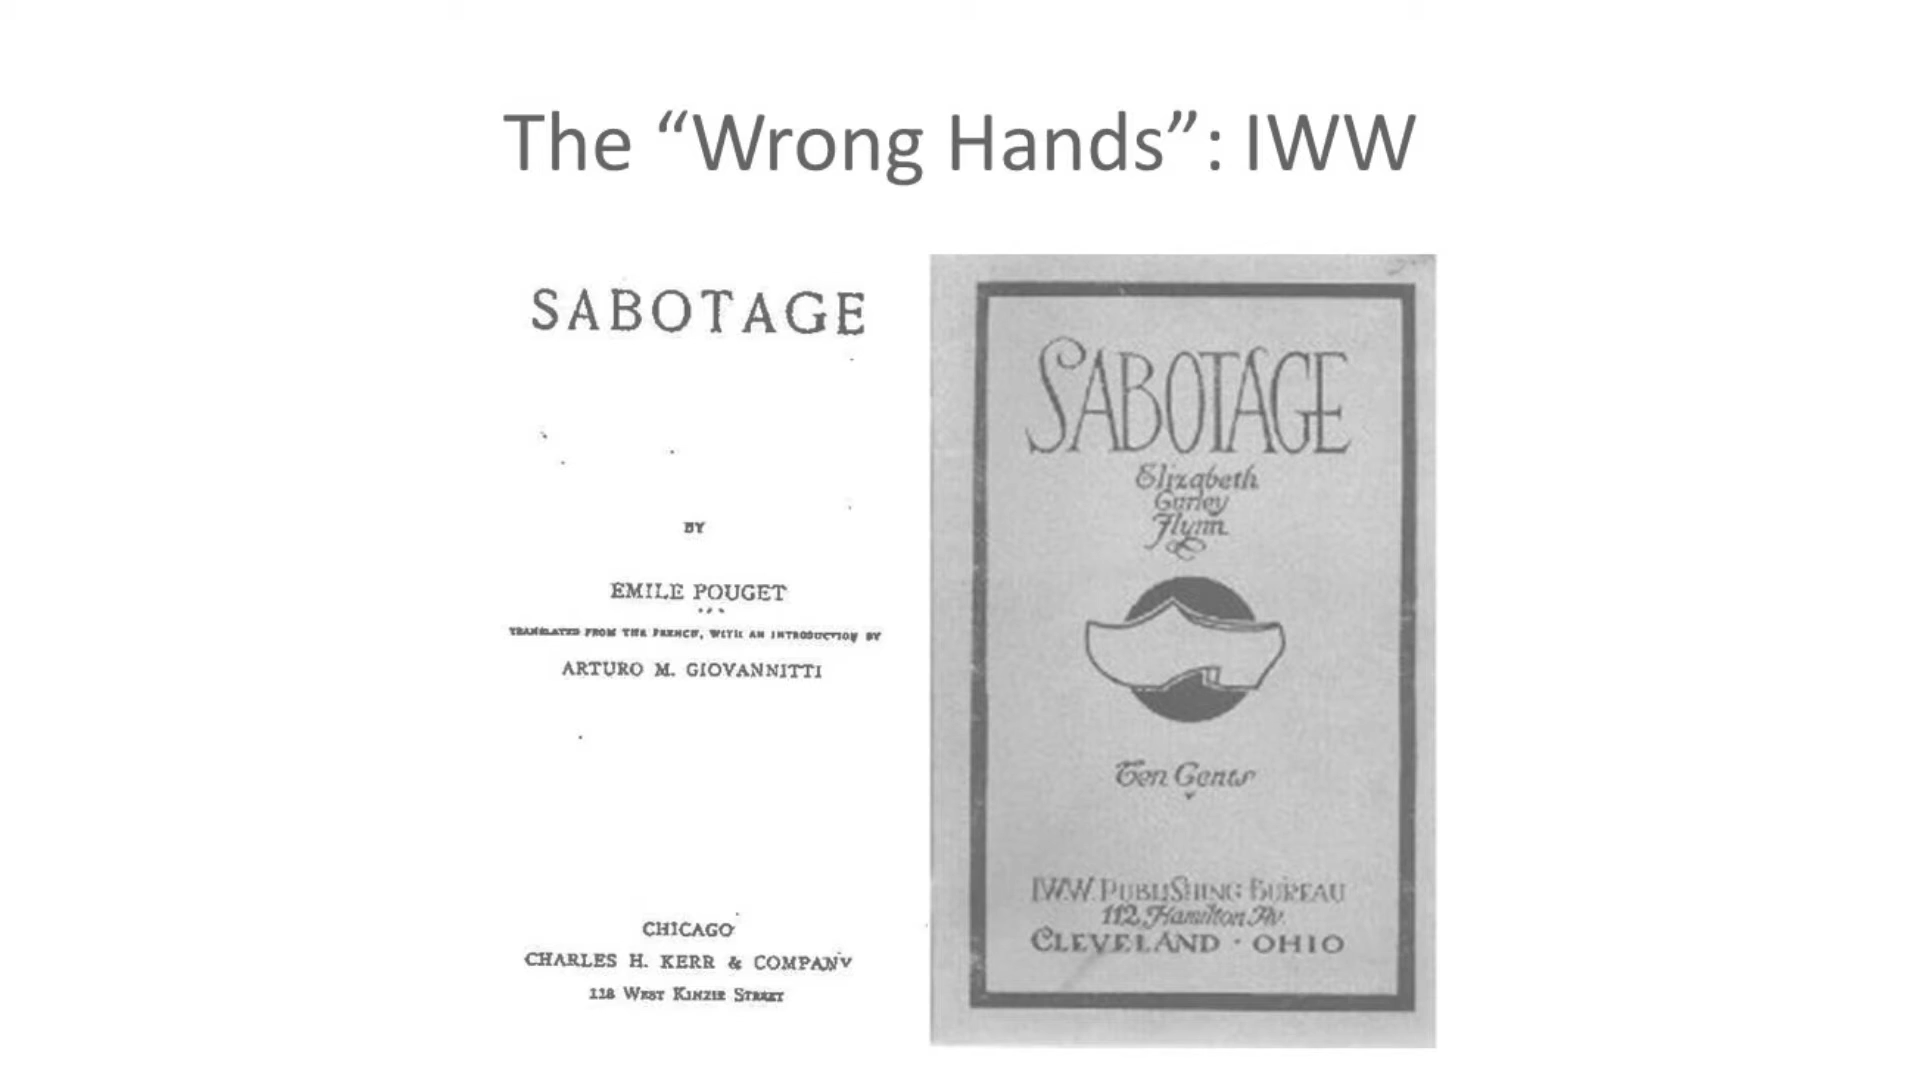 The “Wrong Hands”: IWW
SABOTAGE
BY
EMILE POUGET
TRANSLATED FROM THE FRENCH, WITH AN INTRODUCTION BY
ARTURO M. GIOVANNITTI
CHICAGO
CHARLES H. KERR & COMPANY
118 WEST KINZIE STREET
SABOTAGE
Elizabeth
Gurley
Flynn
Ten Cents
I.W.W. PUBLISHING BUREAU
112 Hamilton Av.
CLEVELAND · OHIO